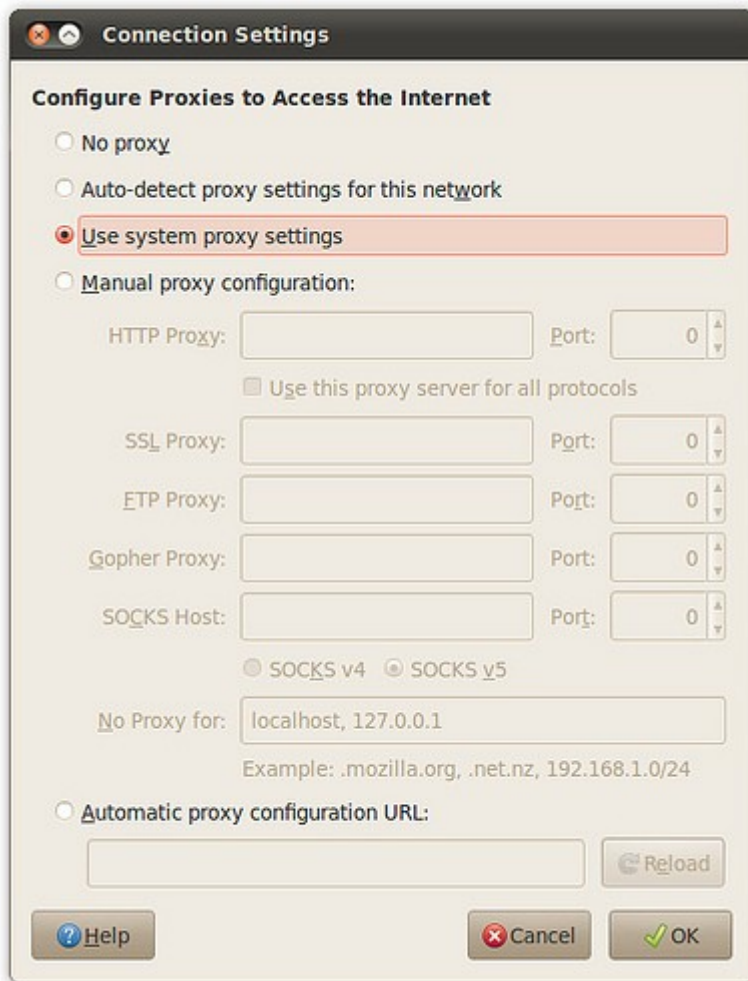 Connection Settings
Configure Proxies to Access the Internet
No proxy
Auto-detect proxy settings for this network
Use system proxy settings
Manual proxy configuration:
HTTP Proxy: Port: 0
Use this proxy server for all protocols
SSL Proxy: Port: 0
FTP Proxy: Port: 0
Gopher Proxy: Port: 0
SOCKS Host: Port: 0
SOCKS v4 SOCKS v5
No Proxy for: localhost, 127.0.0.1
Example: .mozilla.org, .net.nz, 192.168.1.0/24
Automatic proxy configuration URL:
Reload
Help Cancel OK